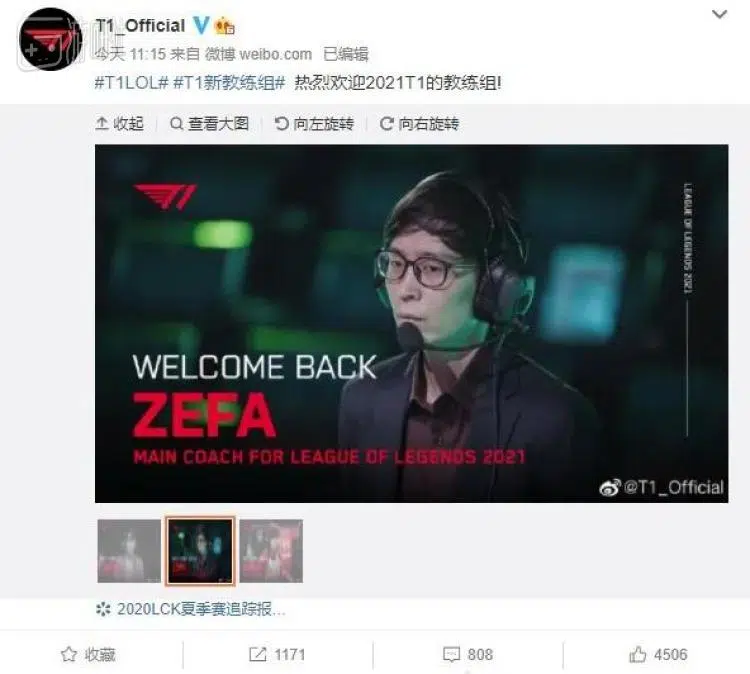 T1_Official
今天 11:15 来自 微博 weibo.com 已编辑
#T1LOL# #T1新教练组# 热烈欢迎2021T1的教练组!
收起 查看大图 向左旋转 向右旋转
T1
LEAGUE OF LEGENDS 2021
WELCOME BACK
ZEFA
MAIN COACH FOR LEAGUE OF LEGENDS 2021
@T1_Official
2020LCK夏季赛追踪报...
收藏 1171 808 4506